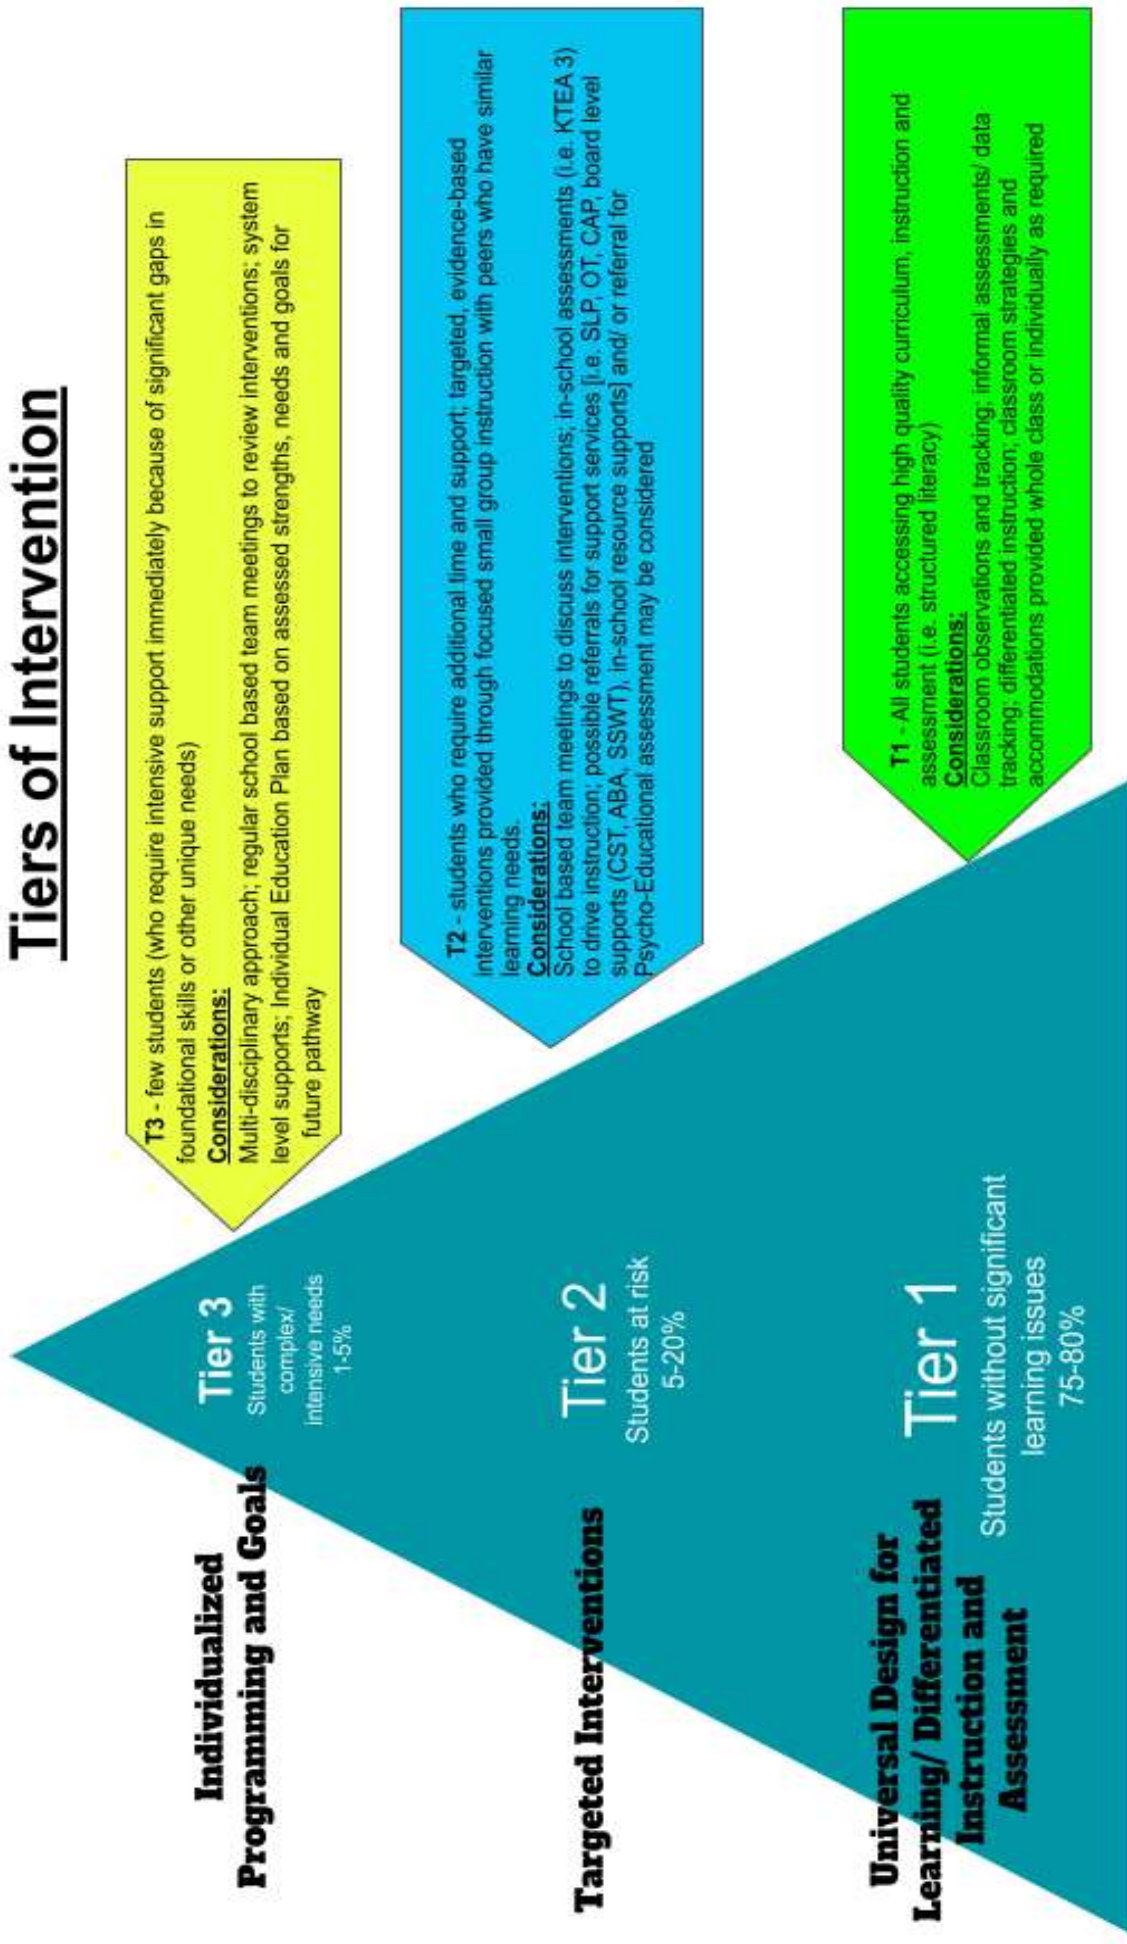 Tiers of Intervention
Individualized
Programming and Goals
Tier 3
Students with
complex/
intensive needs
1-5%
T3 - few students (who require intensive support immediately because of significant gaps in
foundational skills or other unique needs)
Considerations:
Multi-disciplinary approach; regular school based team meetings to review interventions; system
level supports; Individual Education Plan based on assessed strengths, needs and goals for
future pathway
Targeted Interventions
Tier 2
Students at risk
5-20%
T2 - students who require additional time and support; targeted, evidence-based
interventions provided through focused small group instruction with peers who have similar
learning needs.
Considerations:
School based team meetings to discuss interventions; in-school assessments (i.e. KTEA 3)
to drive instruction; possible referrals for support services [i.e. SLP, OT, CAP, board level
supports (CST, ABA, SSWT), in-school resource supports] and/ or referral for
Psycho-Educational assessment may be considered
Universal Design for
Learning/ Differentiated
Instruction and
Assessment
Tier 1
Students without significant
learning issues
75-80%
T1 - All students accessing high quality curriculum, instruction and
assessment (i.e. structured literacy)
Considerations:
Classroom observations and tracking; informal assessments/ data
tracking; differentiated instruction; classroom strategies and
accommodations provided whole class or individually as required